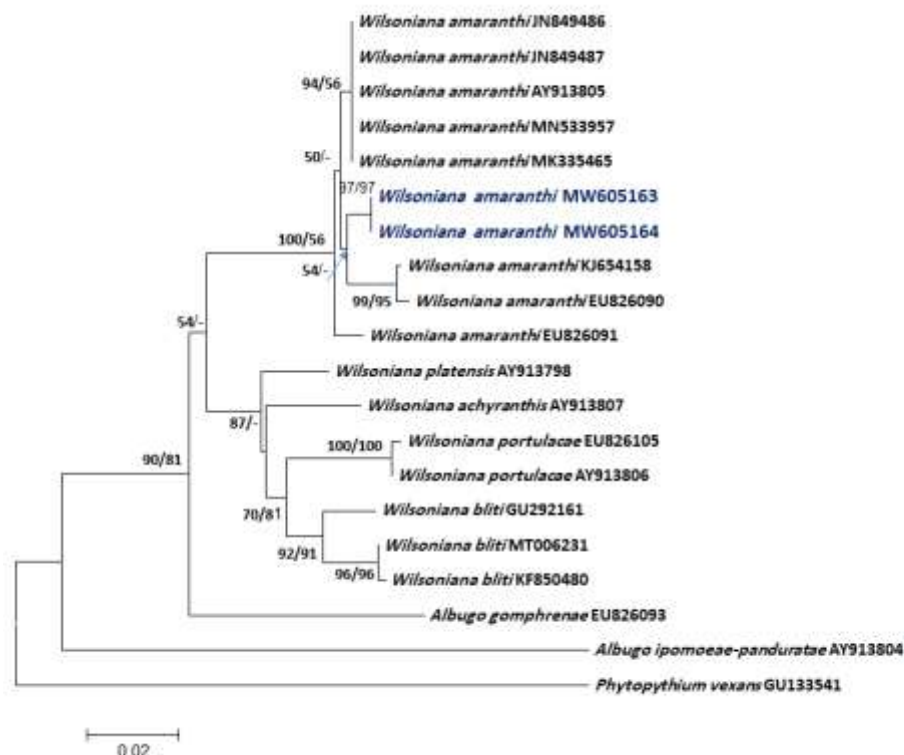 Wilsoniana amaranthi JN849486
Wilsoniana amaranthi JN849487
94/56
Wilsoniana amaranthi AY913805
Wilsoniana amaranthi MN533957
50/-
Wilsoniana amaranthi MK335465
97/97
Wilsoniana amaranthi MW605163
Wilsoniana amaranthi MW605164
100/56
54/-
Wilsoniana amaranthi KJ654158
99/95
Wilsoniana amaranthi EU826090
54/-
Wilsoniana amaranthi EU826091
Wilsoniana platensis AY913798
Wilsoniana achyranthis AY913807
87/-
100/100
Wilsoniana portulacae EU826105
90/81
Wilsoniana portulacae AY913806
70/81
Wilsoniana bliti GU292161
92/91
Wilsoniana bliti MT006231
96/96
Wilsoniana bliti KF850480
Albugo gomphrenae EU826093
Albugo ipomoeae-panduratae AY913804
Phytopythium vexans GU133541
0.02